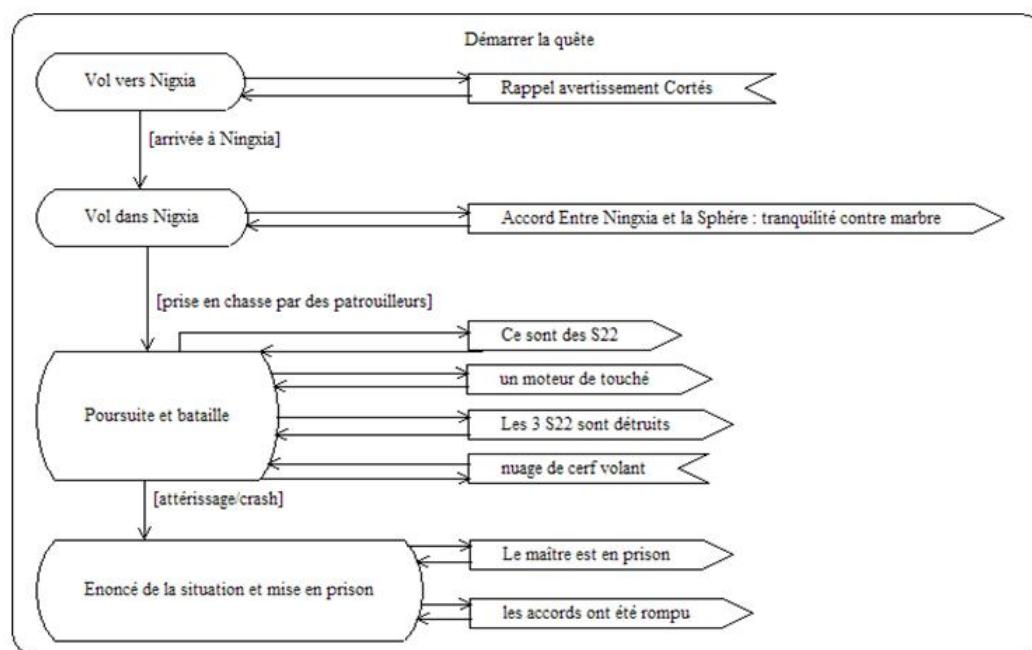 Démarrer la quête
Vol vers Nigxia
Rappel avertissement Cortés
[arrivée à Ningxia]
Vol dans Nigxia
Accord Entre Ningxia et la Sphére : tranquilité contre marbre
[prise en chasse par des patrouilleurs]
Ce sont des S22
un moteur de touché
Poursuite et bataille
Les 3 S22 sont détruits
nuage de cerf volant
[attérissage/crash]
Le maître est en prison
Enoncé de la situation et mise en prison
les accords ont été rompu